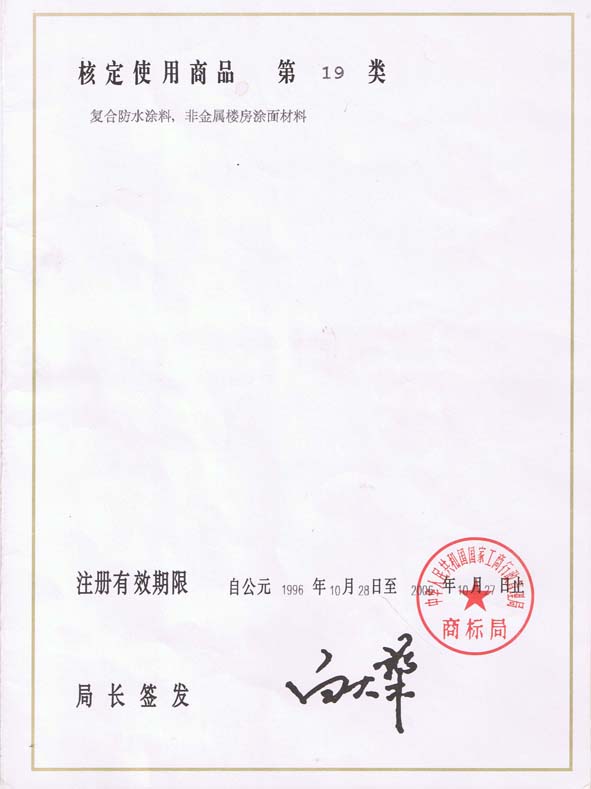 核定使用商品 第 19 类
复合防水涂料，非金属楼房涂面材料
注册有效期限 自公元 1996 年 10 月 28 日至 2006 年 10 月 27 日止
中华人民共和国国家工商行政管理局
商标局
局长签发 白大华